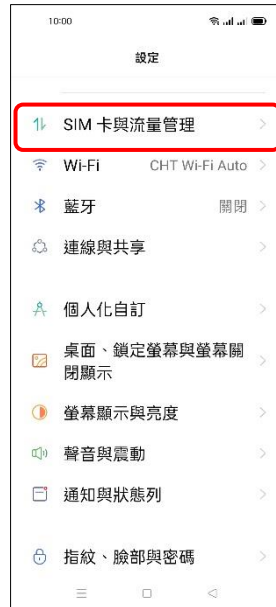 10:00
設定
SIM 卡與流量管理
Wi-Fi CHT Wi-Fi Auto
藍牙 關閉
連線與共享
個人化自訂
桌面、鎖定螢幕與螢幕關
閉顯示
螢幕顯示與亮度
聲音與震動
通知與狀態列
指紋、臉部與密碼